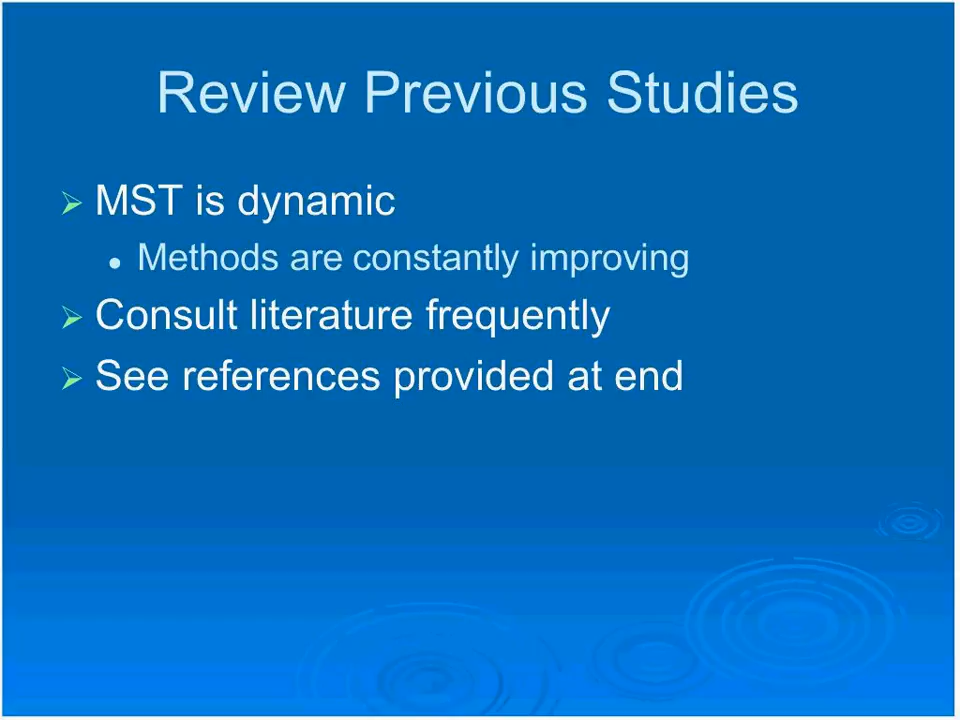 Review Previous Studies
MST is dynamic
Methods are constantly improving
Consult literature frequently
See references provided at end